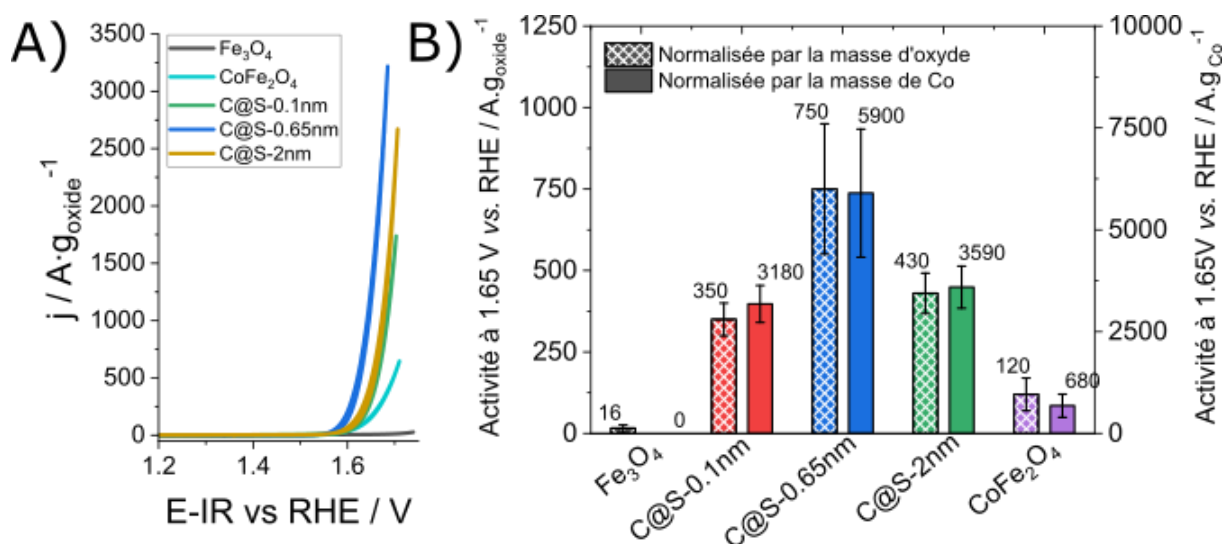 A)
3500
3000
2500
2000
1500
1000
500
0
j / A·g_oxide^-1
Fe₃O₄
CoFe₂O₄
C@S-0.1nm
C@S-0.65nm
C@S-2nm
1.2
1.4
1.6
E-IR vs RHE / V
B)
1250
1000
750
500
250
0
Activité à 1.65V vs. RHE / A.g_oxide^-1
Normalisée par la masse d'oxyde
Normalisée par la masse de Co
16
0
350
3180
750
5900
430
3590
120
680
Fe₃O₄
C@S-0.1nm
C@S-0.65nm
C@S-2nm
CoFe₂O₄
10000
7500
5000
2500
0
Activité à 1.65V vs. RHE / A.g_Co^-1